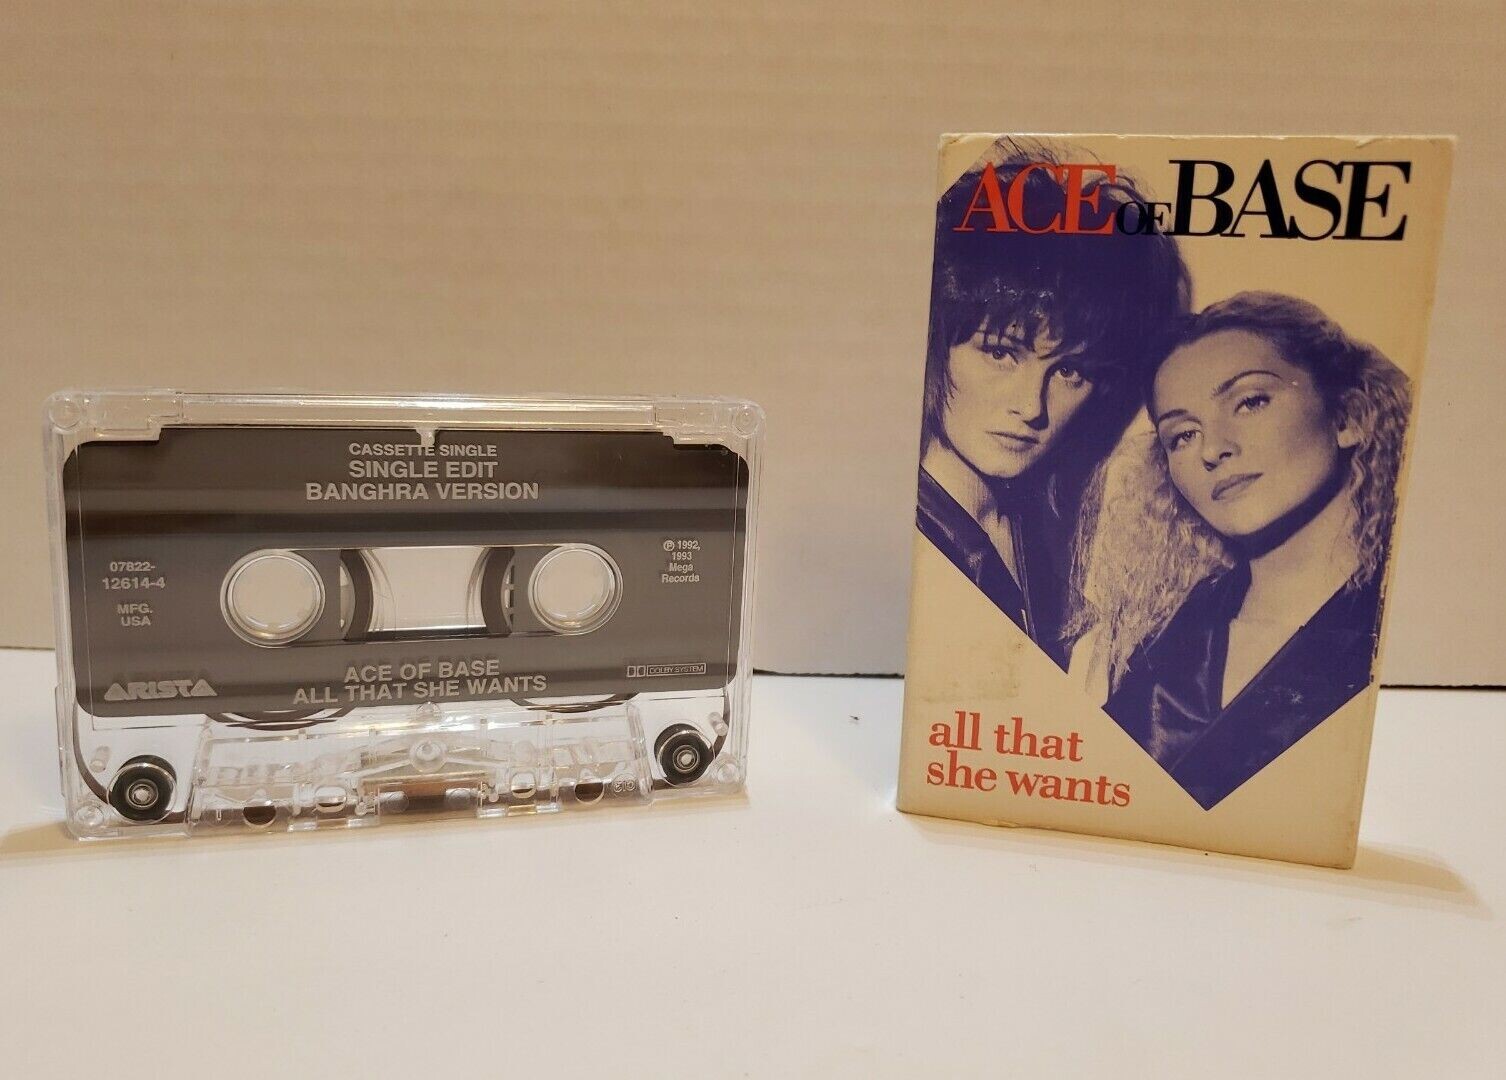 CASSETTE SINGLE
SINGLE EDIT
BANGHRA VERSION
07822-
12614-4
MFG.
USA
℗ 1992,
1993
Mega
Records
ARISTA
ACE OF BASE
ALL THAT SHE WANTS
DOLBY SYSTEM
ACE OF BASE
all that
she wants